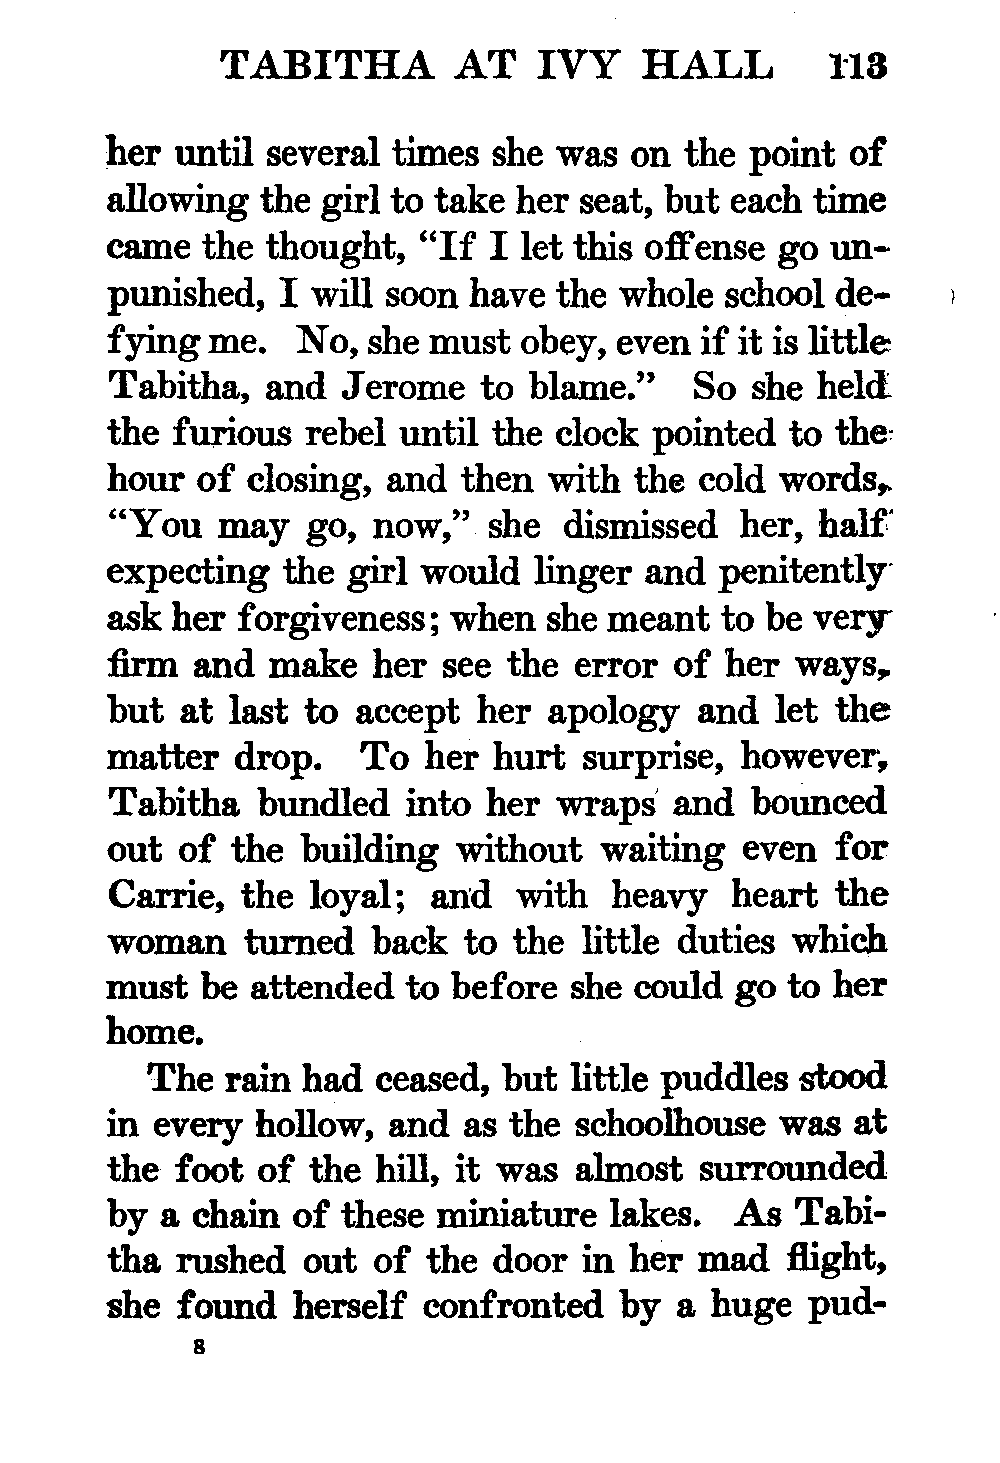 TABITHA AT IVY HALL 113
her until several times she was on the point of
allowing the girl to take her seat, but each time
came the thought, “If I let this offense go un-
punished, I will soon have the whole school de-
fying me. No, she must obey, even if it is little
Tabitha, and Jerome to blame.” So she held
the furious rebel until the clock pointed to the
hour of closing, and then with the cold words,
“You may go, now,” she dismissed her, half
expecting the girl would linger and penitently
ask her forgiveness; when she meant to be very
firm and make her see the error of her ways,
but at last to accept her apology and let the
matter drop. To her hurt surprise, however,
Tabitha bundled into her wraps and bounced
out of the building without waiting even for
Carrie, the loyal; and with heavy heart the
woman turned back to the little duties which
must be attended to before she could go to her
home.
The rain had ceased, but little puddles stood
in every hollow, and as the schoolhouse was at
the foot of the hill, it was almost surrounded
by a chain of these miniature lakes. As Tabi-
tha rushed out of the door in her mad flight,
she found herself confronted by a huge pud-
8